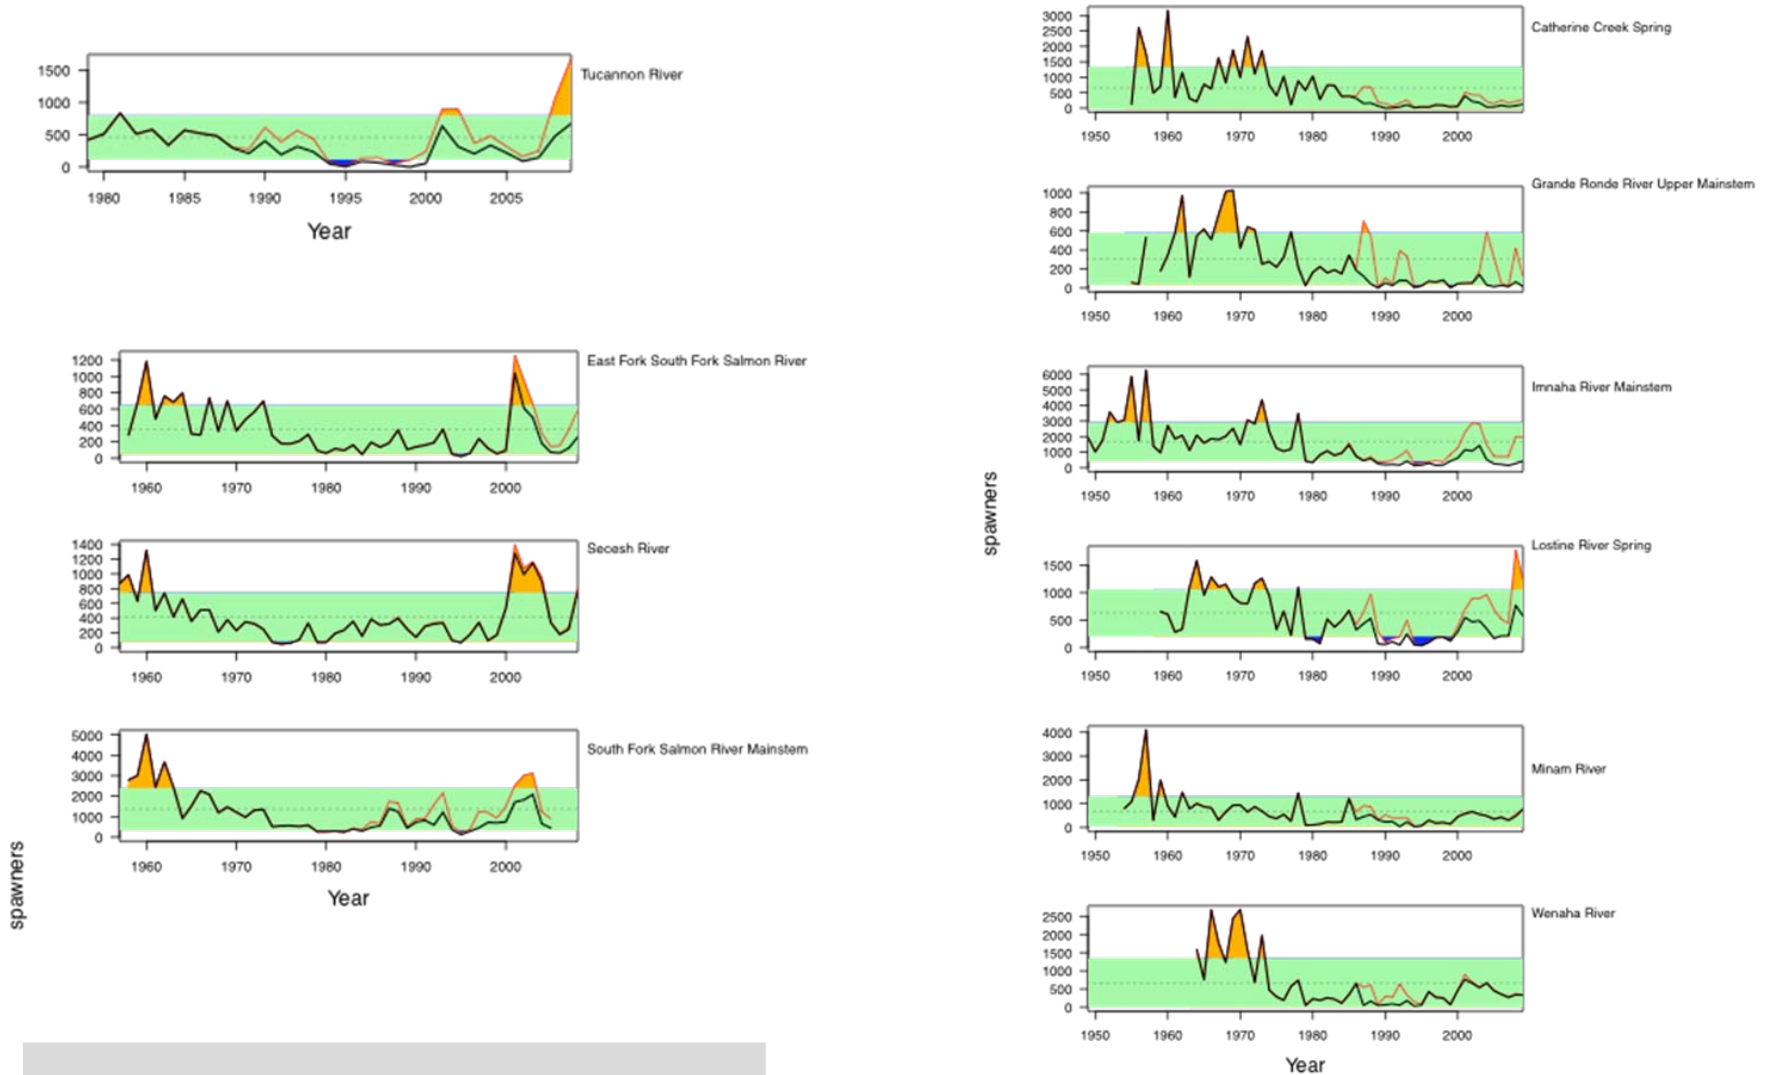 1500
1000
500
0
Tucannon River
1980 1985 1990 1995 2000 2005
Year
1200
1000
800
600
400
200
0
East Fork South Fork Salmon River
1960 1970 1980 1990 2000
1400
1200
1000
800
600
400
200
0
Secesh River
1960 1970 1980 1990 2000
5000
4000
3000
2000
1000
0
South Fork Salmon River Mainstem
1960 1970 1980 1990 2000
Year
spawners
3000
2500
2000
1500
1000
500
0
Catherine Creek Spring
1950 1960 1970 1980 1990 2000
1000
800
600
400
200
0
Grande Ronde River Upper Mainstem
1950 1960 1970 1980 1990 2000
6000
5000
4000
3000
2000
1000
0
Imnaha River Mainstem
1950 1960 1970 1980 1990 2000
spawners
1500
1000
500
0
Lostine River Spring
1950 1960 1970 1980 1990 2000
4000
3000
2000
1000
0
Minam River
1950 1960 1970 1980 1990 2000
2500
2000
1500
1000
500
0
Wenaha River
1950 1960 1970 1980 1990 2000
Year